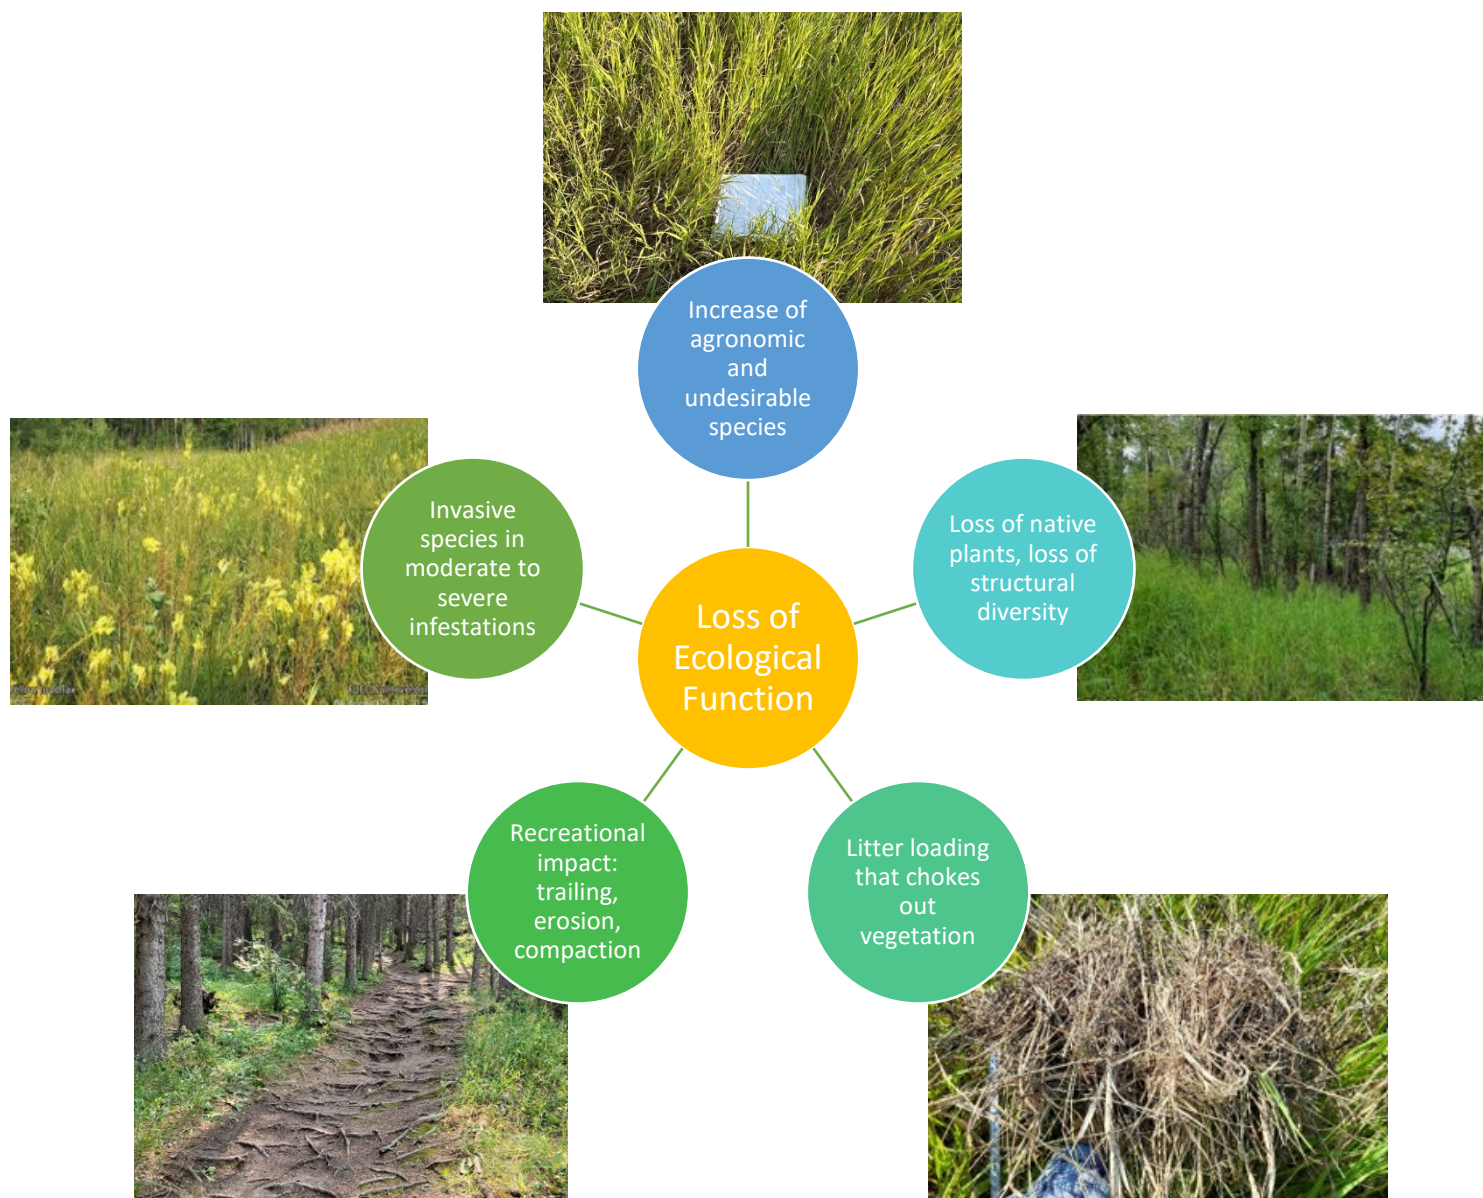 Increase of
agronomic
and
undesirable
species
Invasive
species in
moderate to
severe
infestations
Loss of native
plants, loss of
structural
diversity
Loss of
Ecological
Function
Recreational
impact:
trailing,
erosion,
compaction
Litter loading
that chokes
out
vegetation